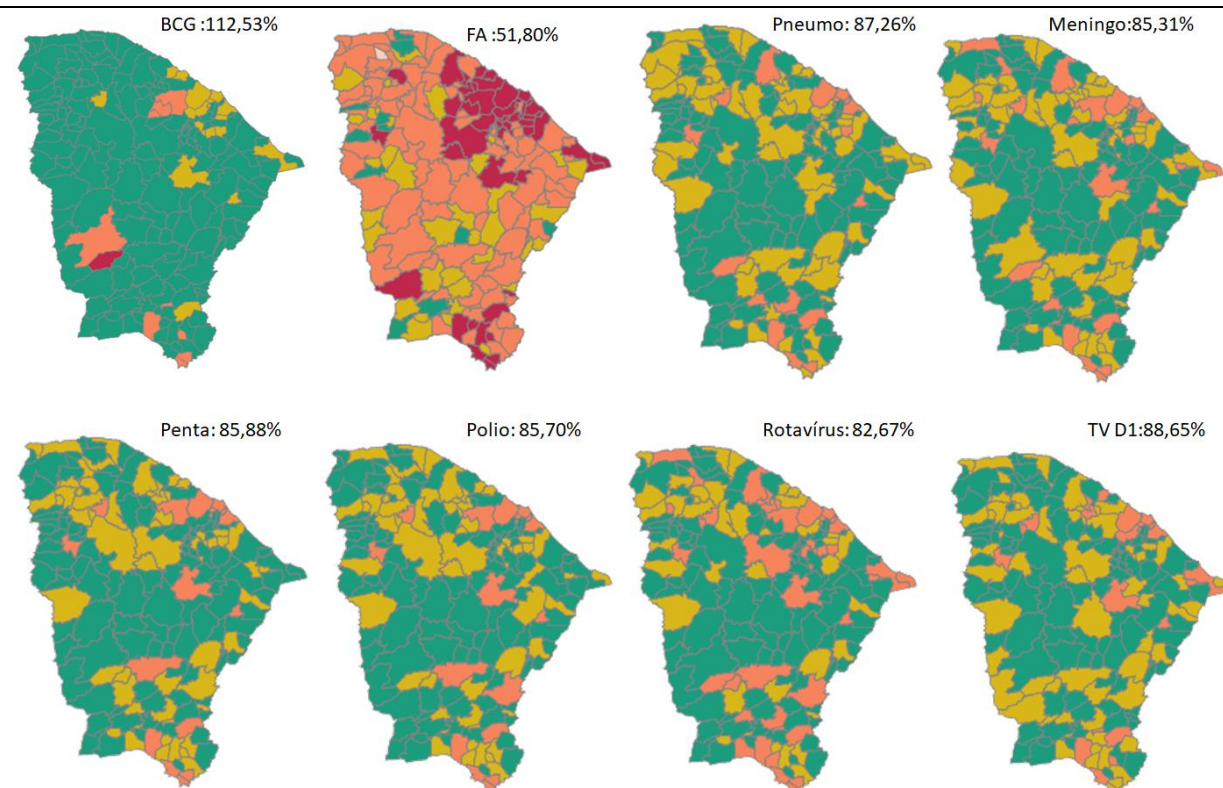 BCG :112,53%
FA :51,80%
Pneumo: 87,26%
Meningo:85,31%
Penta: 85,88%
Polio: 85,70%
Rotavírus: 82,67%
TV D1:88,65%